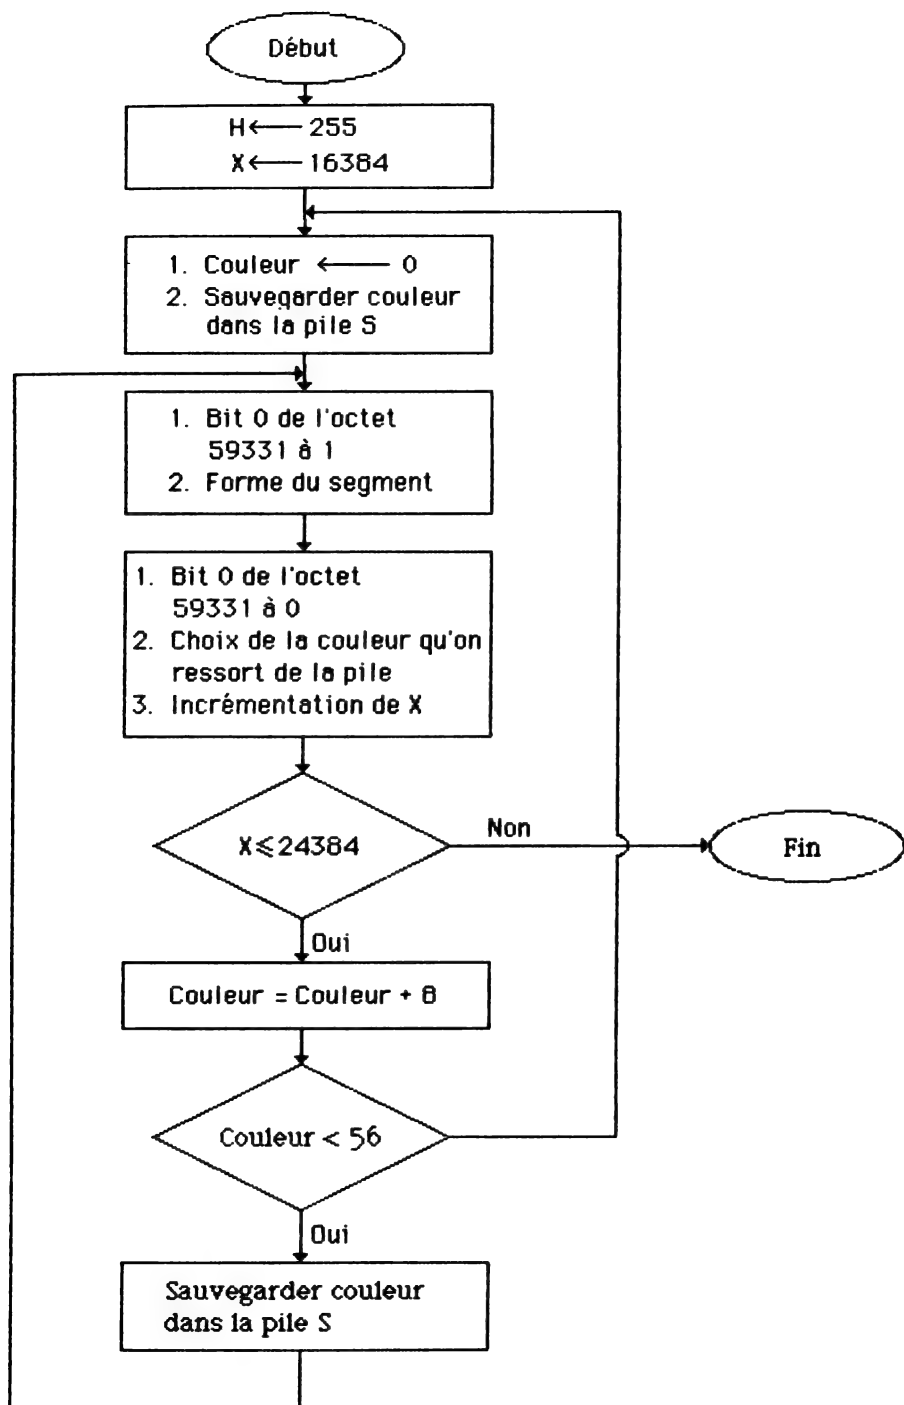 Début
H ← 255
X ← 16384
1. Couleur ← 0
2. Sauvegarder couleur
dans la pile S
1. Bit 0 de l'octet
59331 à 1
2. Forme du segment
1. Bit 0 de l'octet
59331 à 0
2. Choix de la couleur qu'on
ressort de la pile
3. Incrémentation de X
X⩽24384
Non
Fin
Oui
Couleur = Couleur + 8
Couleur < 56
Oui
Sauvegarder couleur
dans la pile S